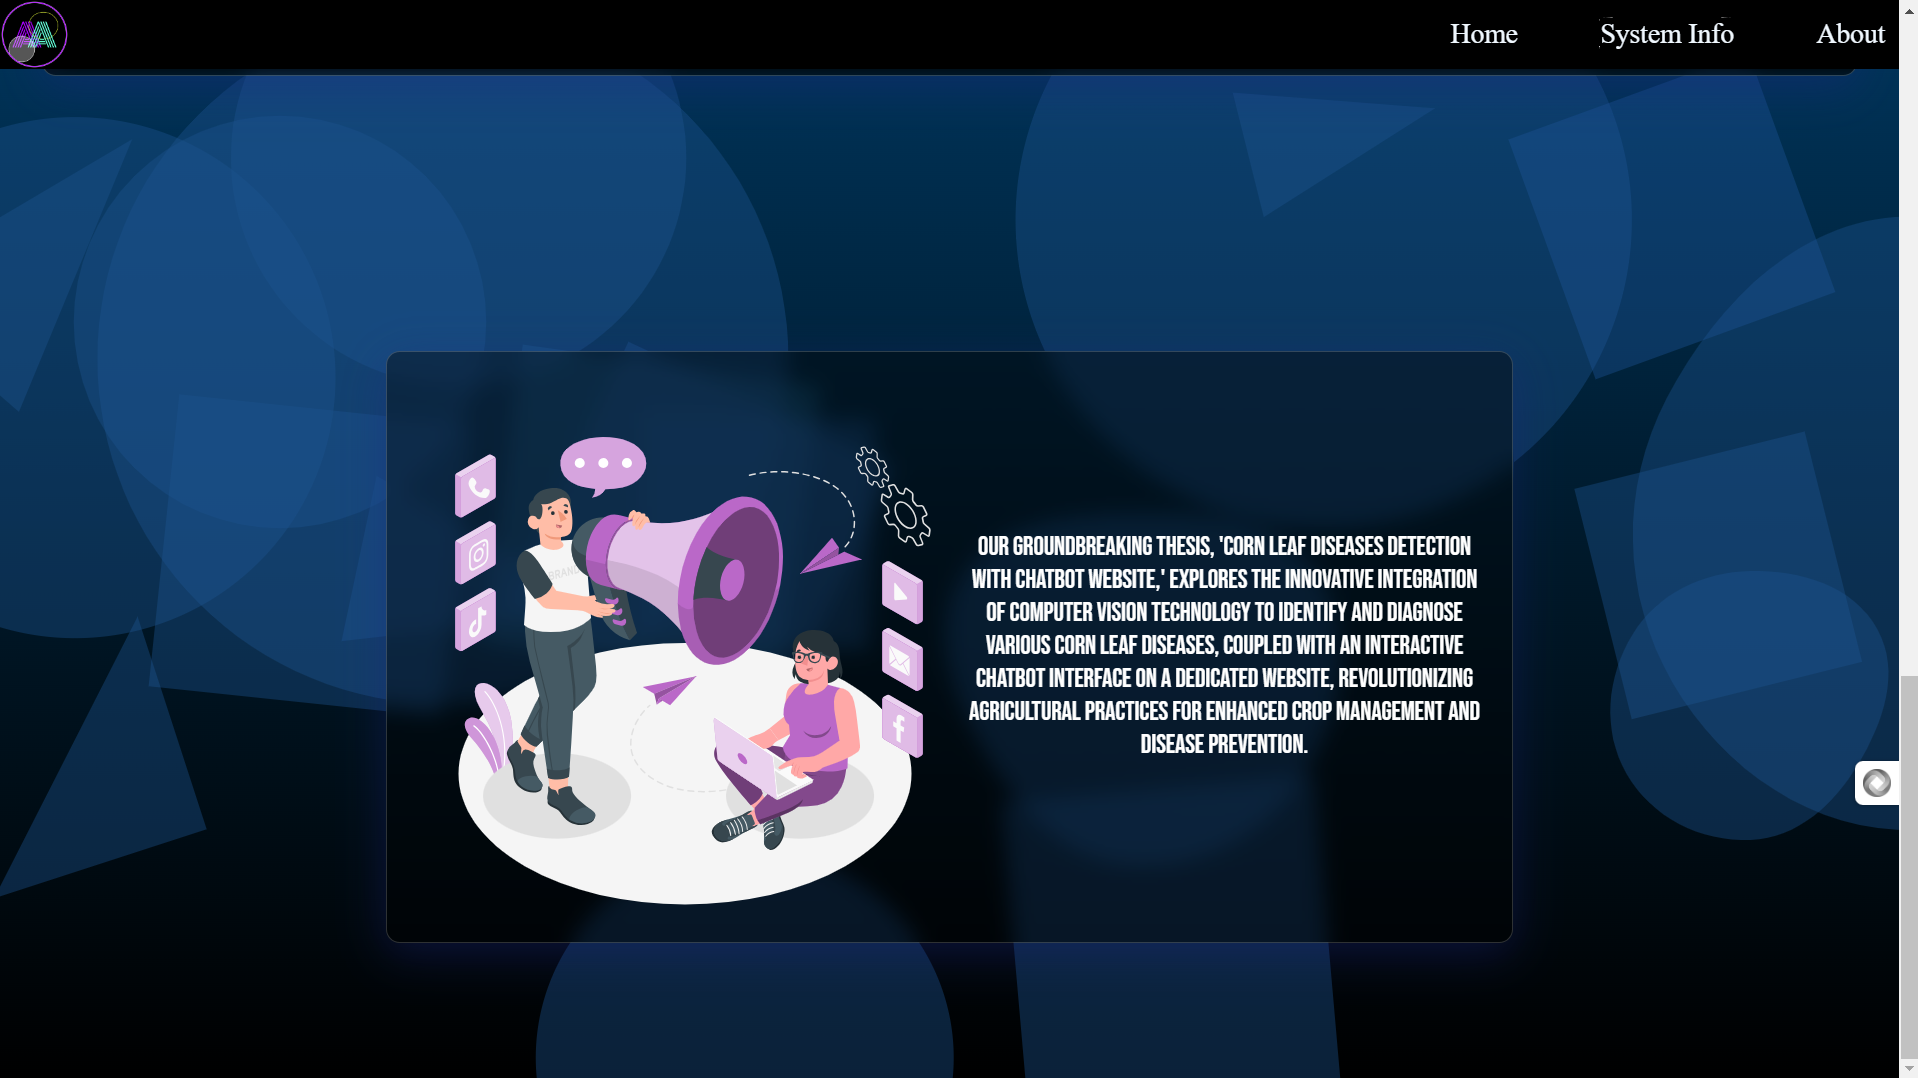 Home
System Info
About
BRAND
OUR GROUNDBREAKING THESIS, 'CORN LEAF DISEASES DETECTION
WITH CHATBOT WEBSITE,' EXPLORES THE INNOVATIVE INTEGRATION
OF COMPUTER VISION TECHNOLOGY TO IDENTIFY AND DIAGNOSE
VARIOUS CORN LEAF DISEASES, COUPLED WITH AN INTERACTIVE
CHATBOT INTERFACE ON A DEDICATED WEBSITE, REVOLUTIONIZING
AGRICULTURAL PRACTICES FOR ENHANCED CROP MANAGEMENT AND
DISEASE PREVENTION.